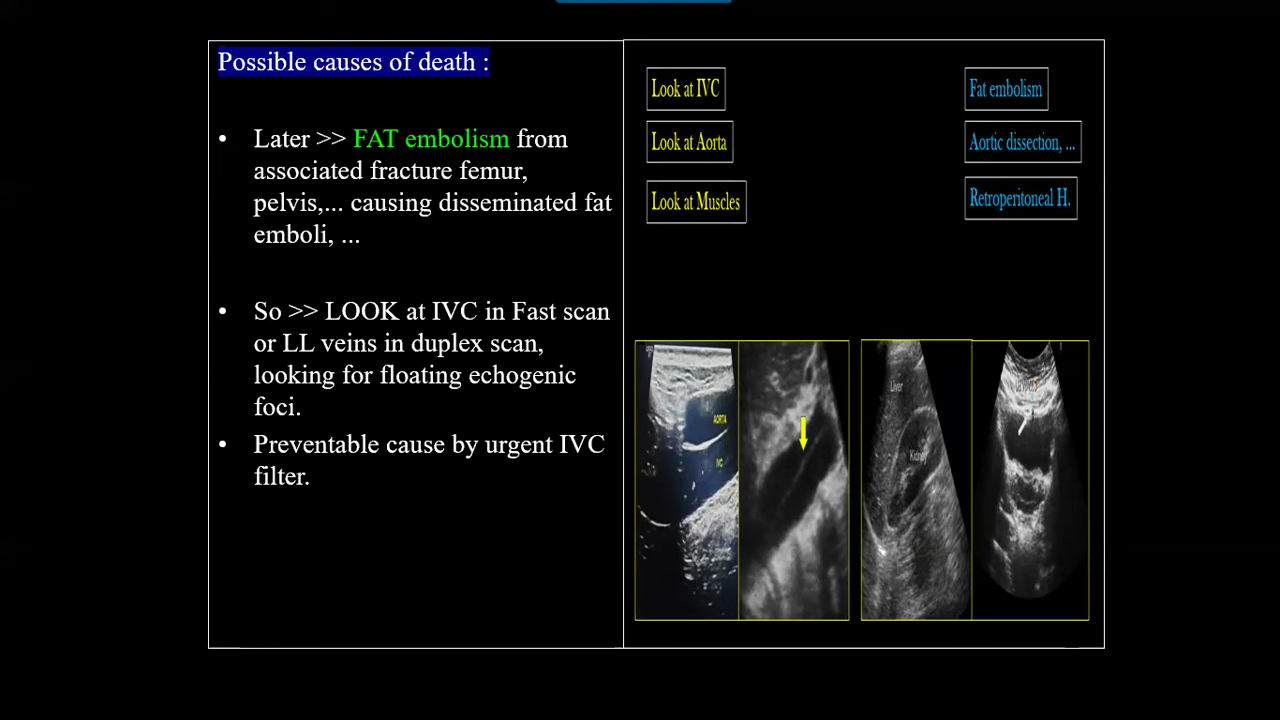 Possible causes of death :
• Later >> FAT embolism from
associated fracture femur,
pelvis,... causing disseminated fat
emboli, ...
• So >> LOOK at IVC in Fast scan
or LL veins in duplex scan,
looking for floating echogenic
foci.
• Preventable cause by urgent IVC
filter.
Look at IVC
Fat embolism
Look at Aorta
Aortic dissection, ...
Look at Muscles
Retroperitoneal H.
AORTA
IVC
Liver
Kidney